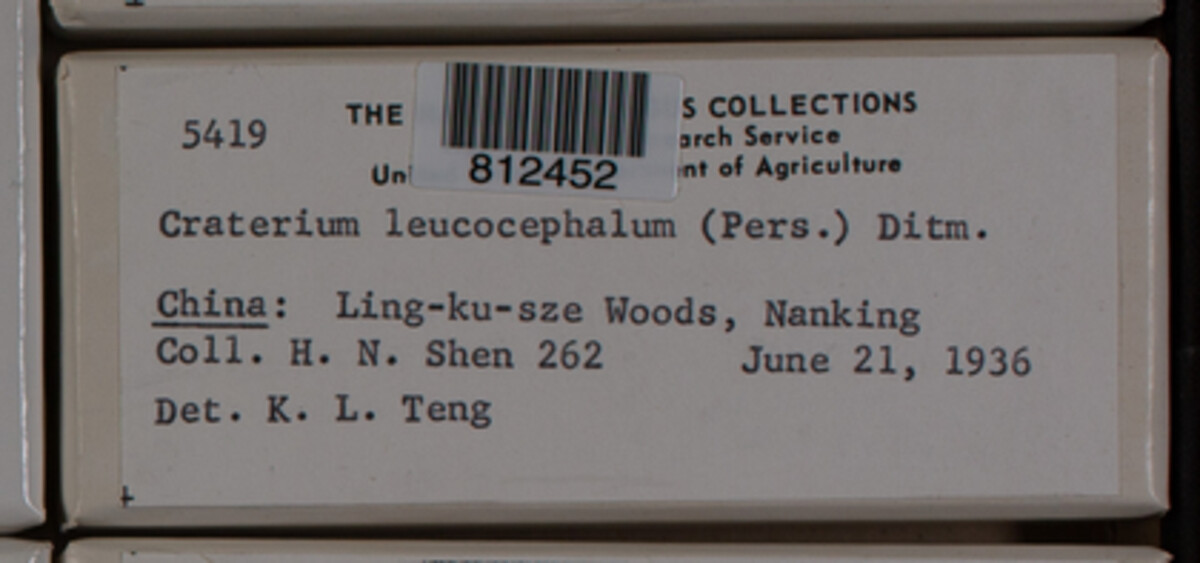 5419
THE S COLLECTIONS
arch Service
Un nt of Agriculture
812452
Craterium leucocephalum (Pers.) Ditm.
China: Ling-ku-sze Woods, Nanking
Coll. H. N. Shen 262 June 21, 1936
Det. K. L. Teng